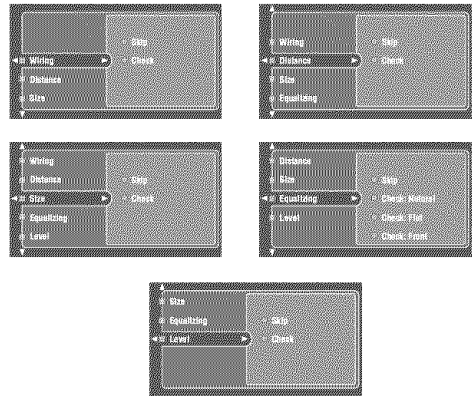 Skip
Wiring
Check
Distance
Size
Wiring
Skip
Distance
Check
Size
Equalizing
Wiring
Distance
Skip
Size
Check
Equalizing
Level
Distance
Size
Skip
Equalizing
Check: Natural
Level
Check: Flat
Check: Front
Size
Equalizing
Skip
Level
Check